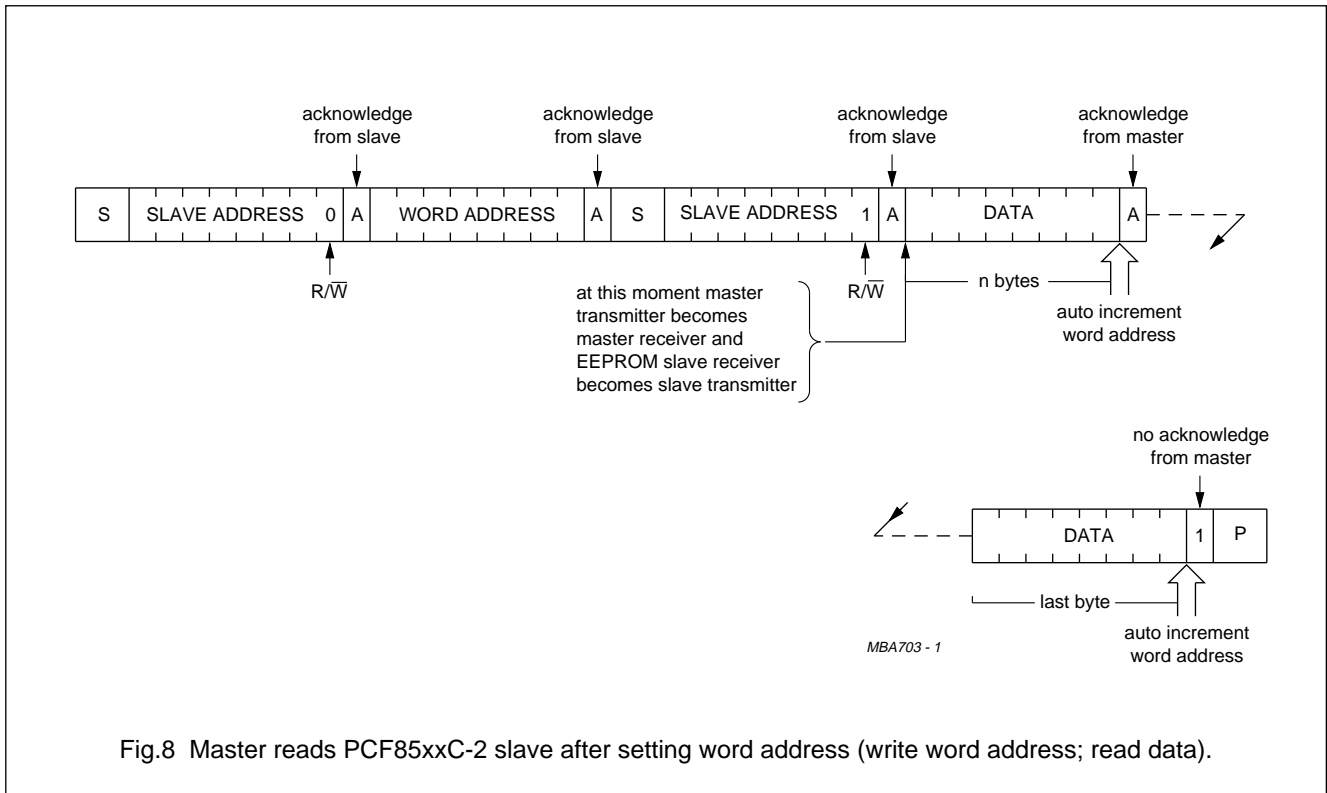 acknowledge
from slave
acknowledge
from slave
acknowledge
from slave
acknowledge
from master
S SLAVE ADDRESS 0 A WORD ADDRESS A S SLAVE ADDRESS 1 A DATA A
R/W̅
R/W̅
n bytes
at this moment master
transmitter becomes
master receiver and
EEPROM slave receiver
becomes slave transmitter
auto increment
word address
no acknowledge
from master
DATA 1 P
last byte
auto increment
word address
MBA703 - 1
Fig.8 Master reads PCF85xxC-2 slave after setting word address (write word address; read data).